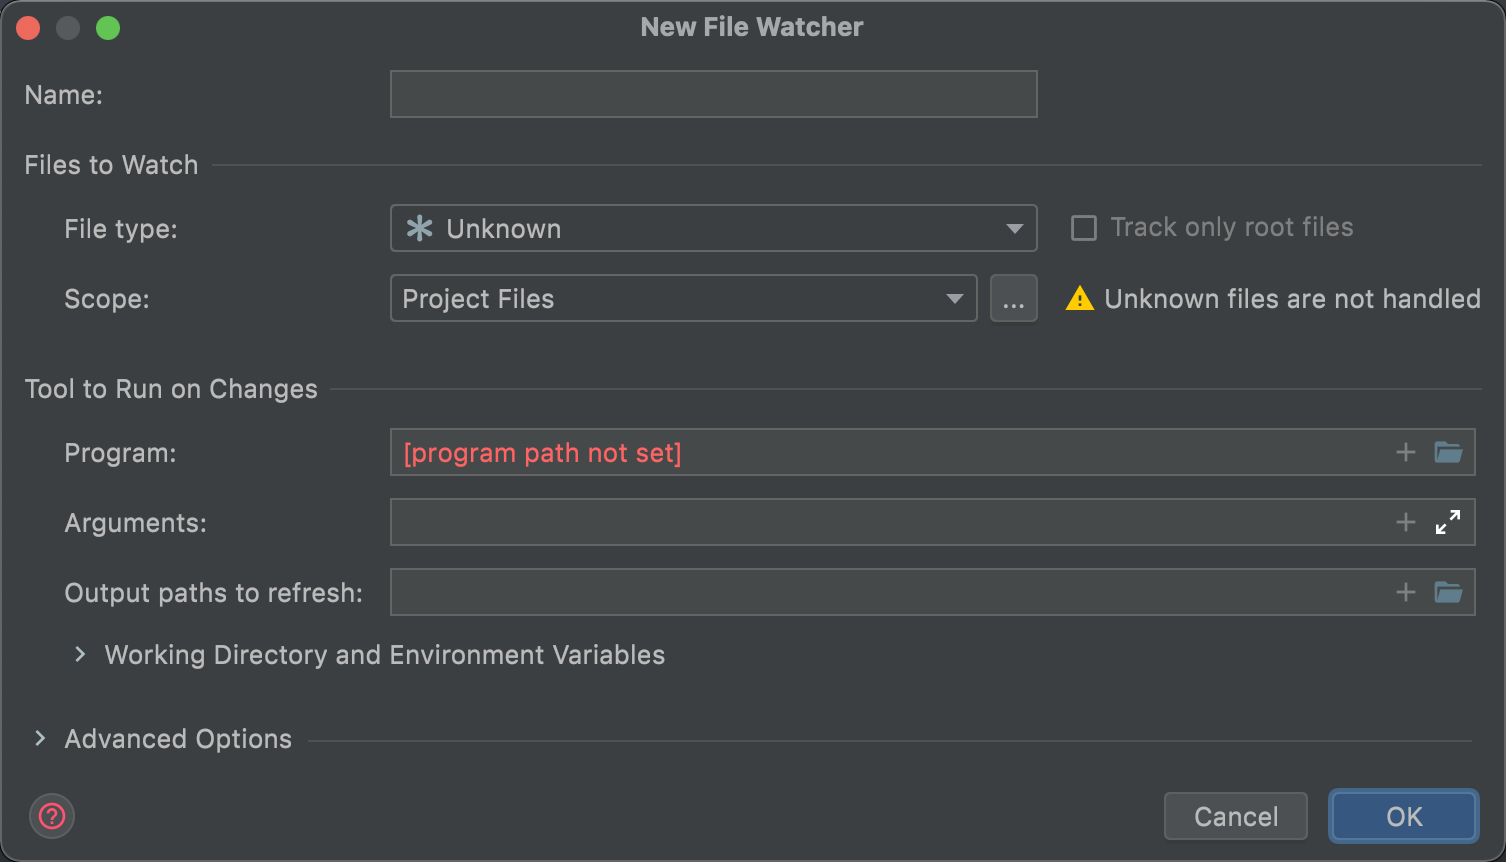 New File Watcher
Name:
Files to Watch
File type:
Unknown
Track only root files
Scope:
Project Files
...
Unknown files are not handled
Tool to Run on Changes
Program:
[program path not set]
Arguments:
Output paths to refresh:
Working Directory and Environment Variables
Advanced Options
?
Cancel
OK